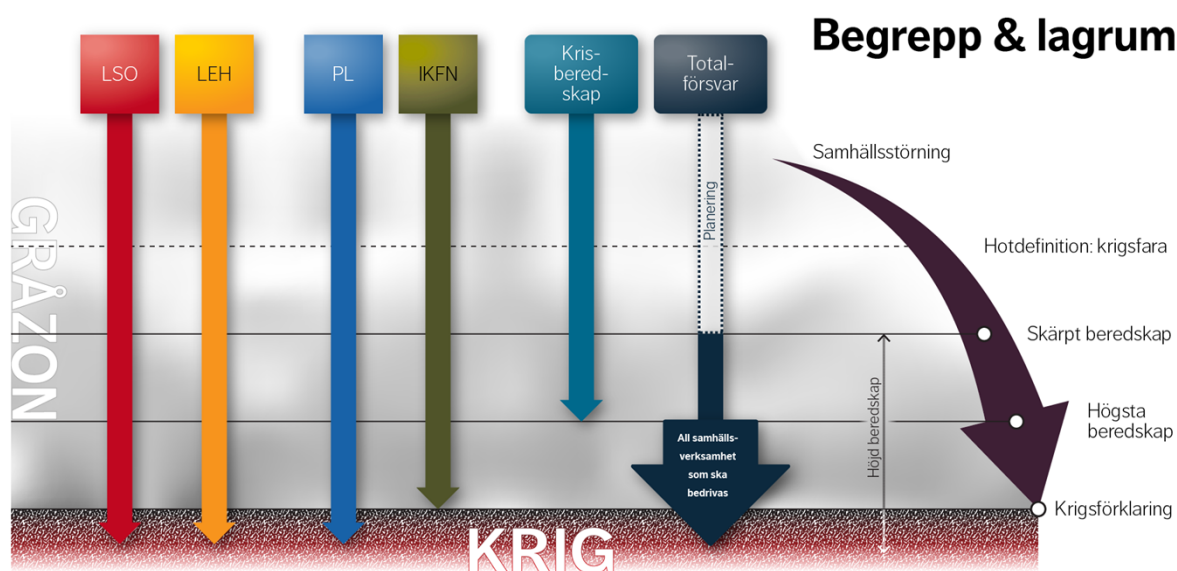 Begrepp & lagrum
LSO
LEH
PL
IKFN
Kris-
bered-
skap
Total-
försvar
Samhällsstörning
Planering
GRÅZON
Hotdefinition: krigsfara
Skärpt beredskap
Höjd beredskap
Högsta
beredskap
All samhälls-
verksamhet
som ska
bedrivas
Krigsförklaring
KRIG